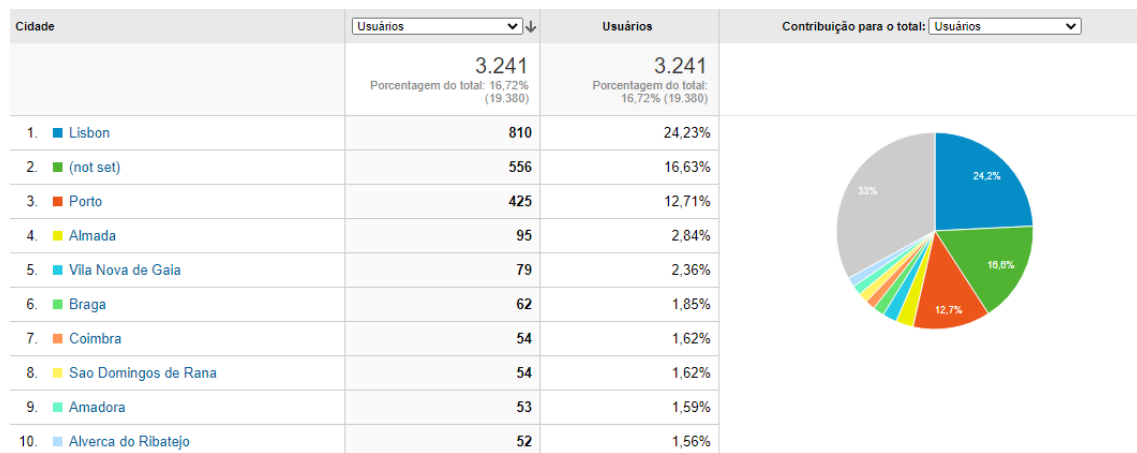 Cidade Usuários Usuários Contribuição para o total: Usuários
3.241 3.241
Porcentagem do total: 16,72% Porcentagem do total:
(19.380) 16,72% (19.380)
1. Lisbon 810 24,23%
2. (not set) 556 16,63%
3. Porto 425 12,71%
4. Almada 95 2,84%
5. Vila Nova de Gaia 79 2,36%
6. Braga 62 1,85%
7. Coimbra 54 1,62%
8. Sao Domingos de Rana 54 1,62%
9. Amadora 53 1,59%
10. Alverca do Ribatejo 52 1,56%
24,2%
33%
16,6%
12,7%